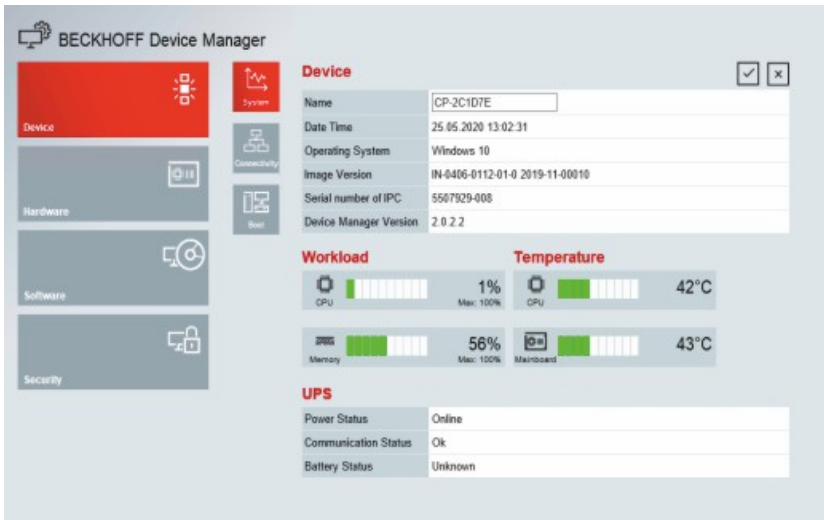 BECKHOFF Device Manager
Device
Hardware
Software
Security
System
Connectivity
Boot
Device
Name CP-2C1D7E
Date Time 25.05.2020 13:02:31
Operating System Windows 10
Image Version IN-0406-0112-01-0 2019-11-00010
Serial number of IPC 5507929-008
Device Manager Version 2.0.2.2
Workload
CPU 1%
Max: 100%
Memory 56%
Max: 100%
Temperature
CPU 42°C
Mainboard 43°C
UPS
Power Status Online
Communication Status Ok
Battery Status Unknown